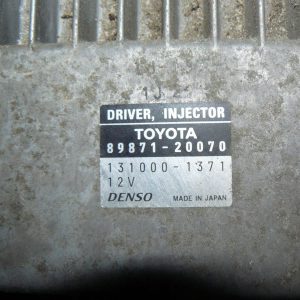 DRIVER, INJECTOR
TOYOTA
89871-20070
131000-1371
12V
DENSO MADE IN JAPAN